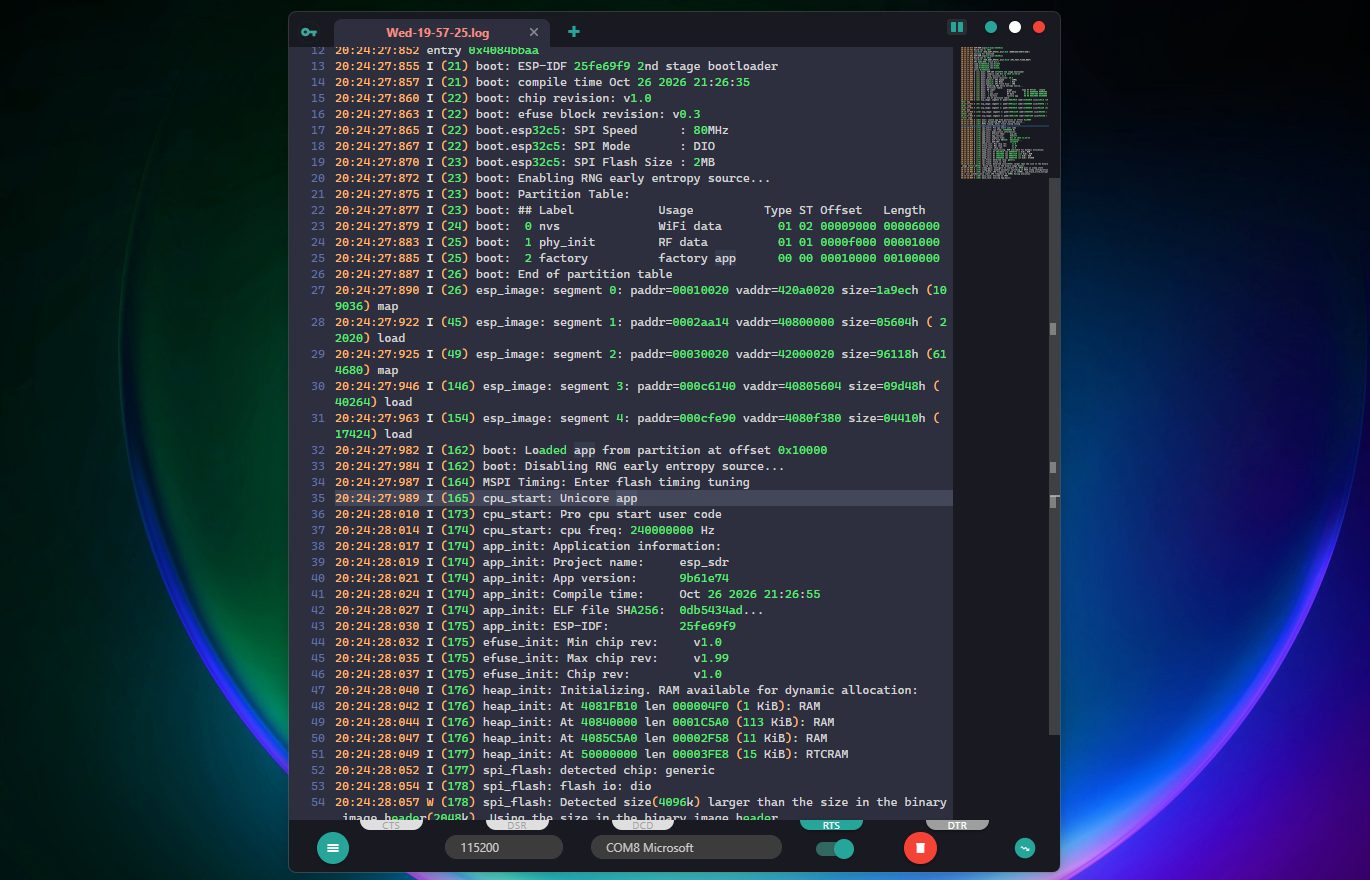 Wed-19-57-25.log
12 20:24:27:852 entry 0x4084bbaa
13 20:24:27:855 I (21) boot: ESP-IDF 25fe69f9 2nd stage bootloader
14 20:24:27:857 I (21) boot: compile time Oct 26 2026 21:26:35
15 20:24:27:860 I (22) boot: chip revision: v1.0
16 20:24:27:863 I (22) boot: efuse block revision: v0.3
17 20:24:27:865 I (22) boot.esp32c5: SPI Speed      : 80MHz
18 20:24:27:867 I (22) boot.esp32c5: SPI Mode       : DIO
19 20:24:27:870 I (23) boot.esp32c5: SPI Flash Size : 2MB
20 20:24:27:872 I (23) boot: Enabling RNG early entropy source...
21 20:24:27:875 I (23) boot: Partition Table:
22 20:24:27:877 I (23) boot: ## Label            Usage          Type ST Offset   Length
23 20:24:27:879 I (24) boot:  0 nvs              WiFi data        01 02 00009000 00006000
24 20:24:27:883 I (25) boot:  1 phy_init         RF data          01 01 0000f000 00001000
25 20:24:27:885 I (25) boot:  2 factory          factory app      00 00 00010000 00100000
26 20:24:27:887 I (26) boot: End of partition table
27 20:24:27:890 I (26) esp_image: segment 0: paddr=00010020 vaddr=420a0020 size=1a9ech (10
9036) map
28 20:24:27:922 I (45) esp_image: segment 1: paddr=0002aa14 vaddr=40800000 size=05604h ( 2
2020) load
29 20:24:27:925 I (49) esp_image: segment 2: paddr=00030020 vaddr=42000020 size=96118h (61
4680) map
30 20:24:27:946 I (146) esp_image: segment 3: paddr=000c6140 vaddr=40805604 size=09d48h (
40264) load
31 20:24:27:963 I (154) esp_image: segment 4: paddr=000cfe90 vaddr=4080f380 size=04410h (
17424) load
32 20:24:27:982 I (162) boot: Loaded app from partition at offset 0x10000
33 20:24:27:984 I (162) boot: Disabling RNG early entropy source...
34 20:24:27:987 I (164) MSPI Timing: Enter flash timing tuning
35 20:24:27:989 I (165) cpu_start: Unicore app
36 20:24:28:010 I (173) cpu_start: Pro cpu start user code
37 20:24:28:014 I (174) cpu_start: cpu freq: 240000000 Hz
38 20:24:28:017 I (174) app_init: Application information:
39 20:24:28:019 I (174) app_init: Project name:     esp_sdr
40 20:24:28:021 I (174) app_init: App version:      9b61e74
41 20:24:28:024 I (174) app_init: Compile time:     Oct 26 2026 21:26:55
42 20:24:28:027 I (174) app_init: ELF file SHA256:  0db5434ad...
43 20:24:28:030 I (175) app_init: ESP-IDF:          25fe69f9
44 20:24:28:032 I (175) efuse_init: Min chip rev:     v1.0
45 20:24:28:035 I (175) efuse_init: Max chip rev:     v1.99
46 20:24:28:037 I (175) efuse_init: Chip rev:         v1.0
47 20:24:28:040 I (176) heap_init: Initializing. RAM available for dynamic allocation:
48 20:24:28:042 I (176) heap_init: At 4081FB10 len 000004F0 (1 KiB): RAM
49 20:24:28:044 I (176) heap_init: At 40840000 len 0001C5A0 (113 KiB): RAM
50 20:24:28:047 I (176) heap_init: At 4085C5A0 len 00002F58 (11 KiB): RAM
51 20:24:28:049 I (177) heap_init: At 50000000 len 00003FE8 (15 KiB): RTCRAM
52 20:24:28:052 I (177) spi_flash: detected chip: generic
53 20:24:28:054 I (178) spi_flash: flash io: dio
54 20:24:28:057 W (178) spi_flash: Detected size(4096k) larger than the size in the binary
image header(2048k). Using the size in the binary image header.
CTS DSR DCD RTS DTR
115200 COM8 Microsoft